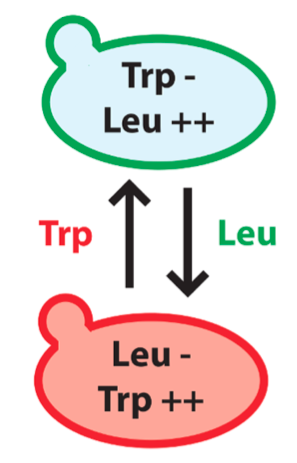 Trp -
Leu ++
Trp
Leu
Leu -
Trp ++